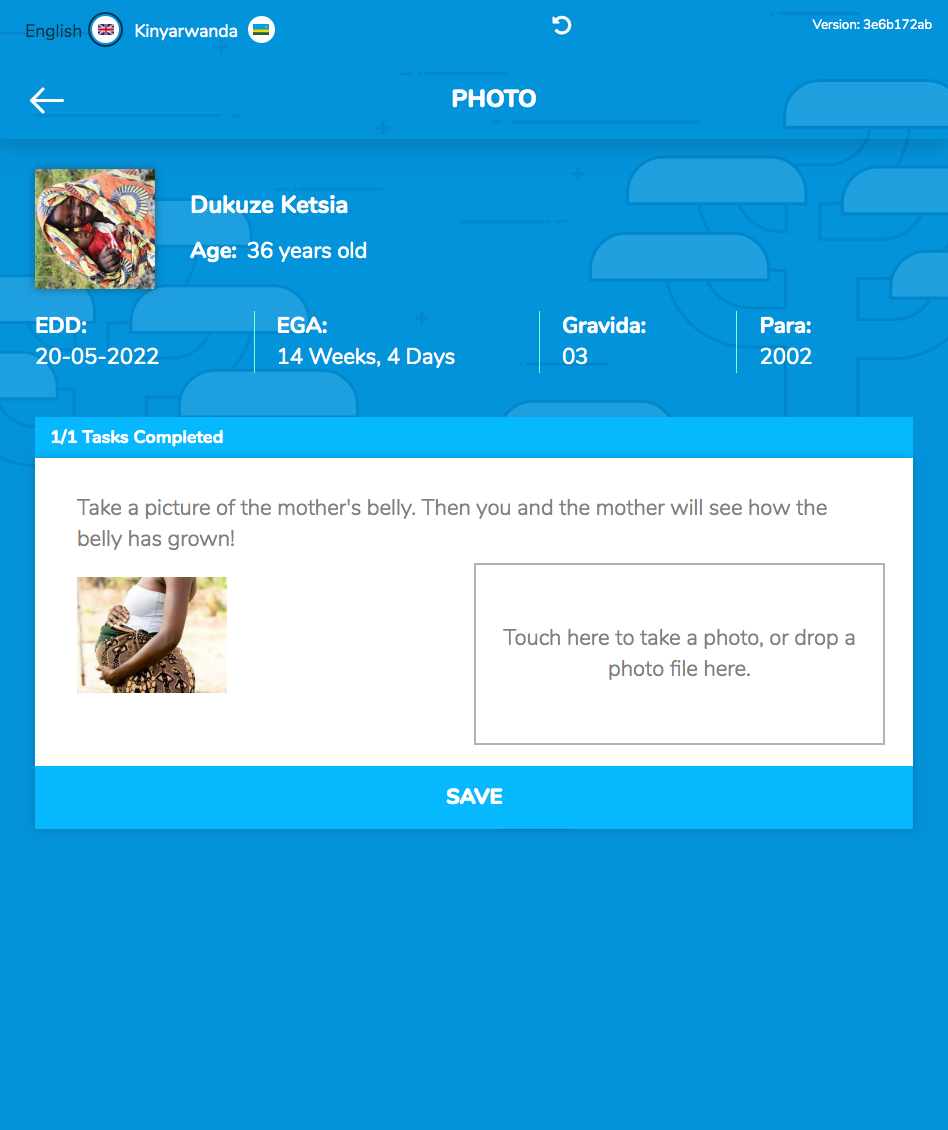 English Kinyarwanda Version: 3e6b172ab
PHOTO
Dukuze Ketsia
Age: 36 years old
EDD: EGA: Gravida: Para:
20-05-2022 14 Weeks, 4 Days 03 2002
1/1 Tasks Completed
Take a picture of the mother's belly. Then you and the mother will see how the
belly has grown!
Touch here to take a photo, or drop a
photo file here.
SAVE